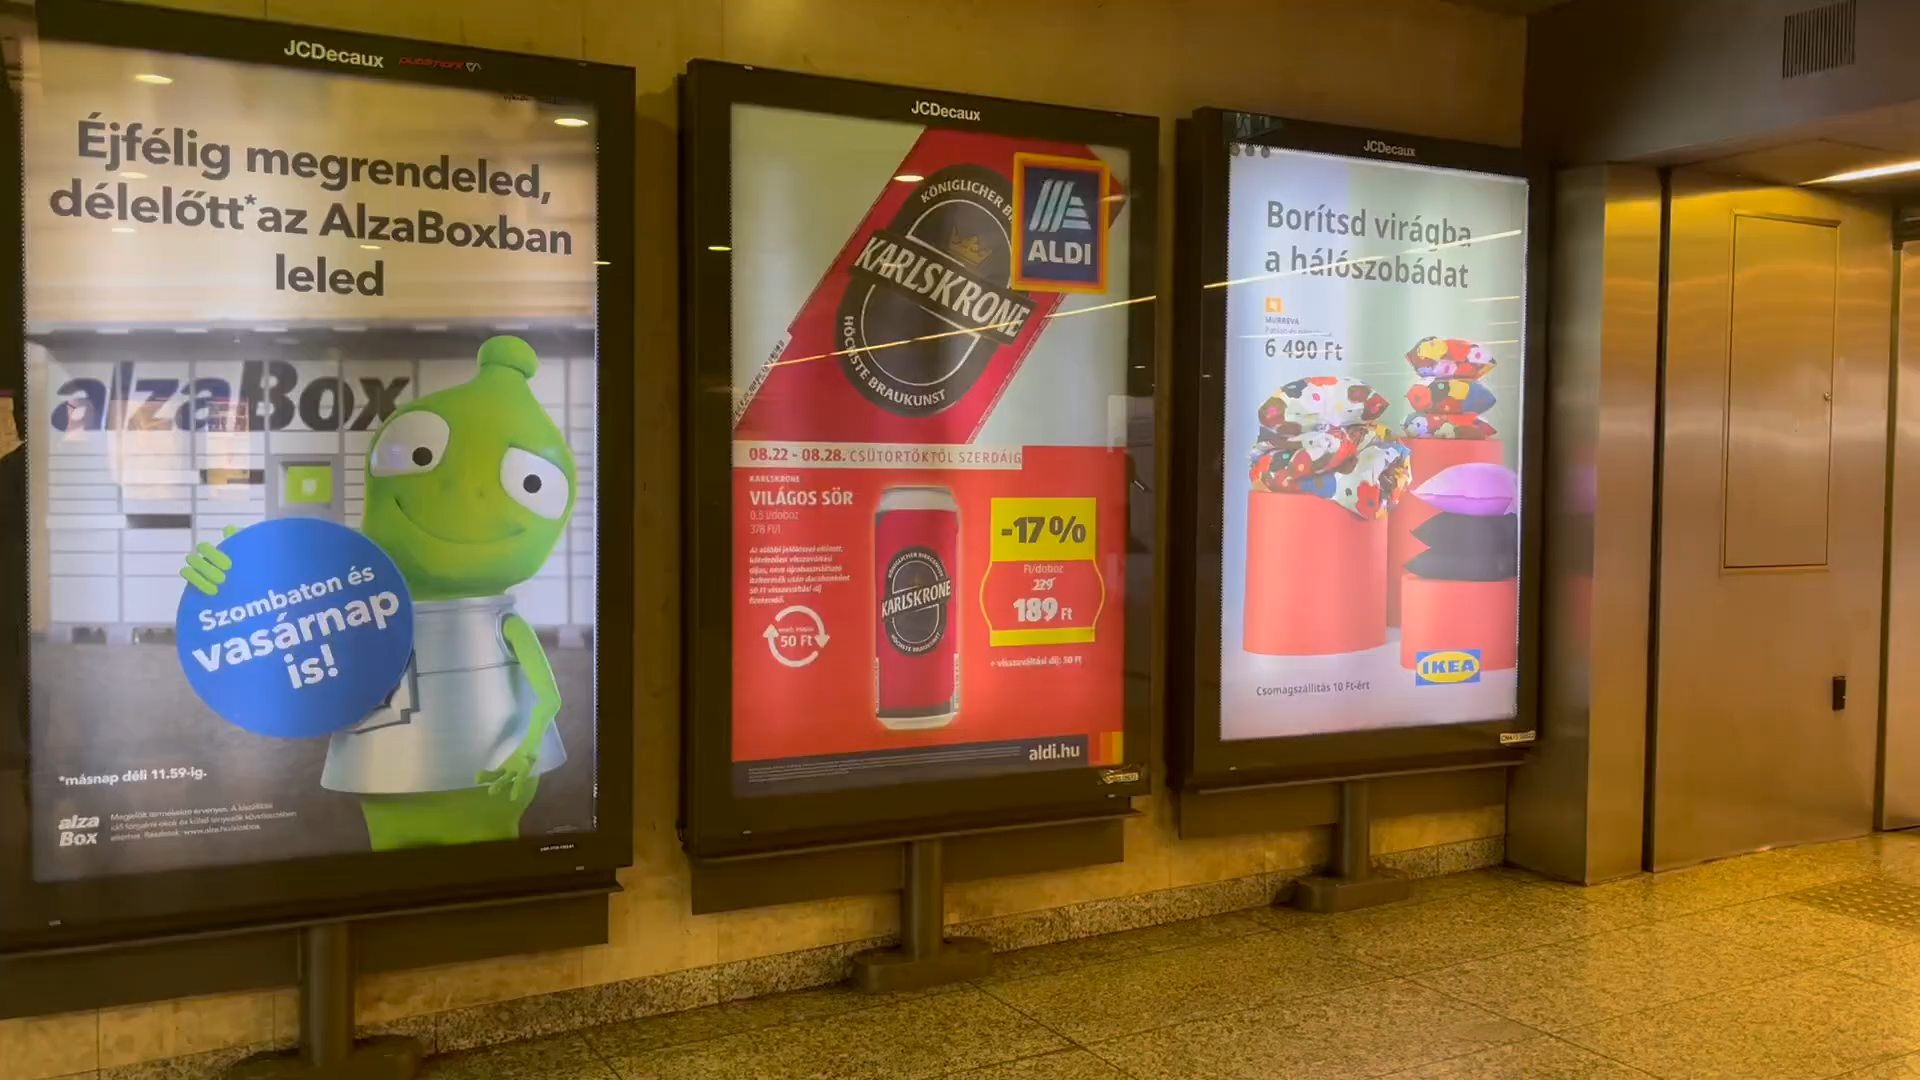 JCDecaux
Éjfélig megrendeled,
délelőtt* az AlzaBoxban
leled
alzaBox
Szombaton és
vasárnap
is!
*másnap déli 11.59-ig.
alza
Box
JCDecaux
KÖNIGLICHER
KARLSKRONE
HÖCHSTE BRAUKUNST
ALDI
08.22 - 08.28. CSÜTÖRTÖKTŐL SZERDÁIG
KARLSKRONE
VILÁGOS SÖR
0.5 l/doboz
378 Ft/l
50 Ft
KARLSKRONE
-17%
Ft/doboz
229
189 Ft
+ visszaváltási díj: 50 Ft
aldi.hu
JCDecaux
Borítsd virágba
a hálószobádat
6 490 Ft
IKEA
Csomagszállítás 10 Ft-ért